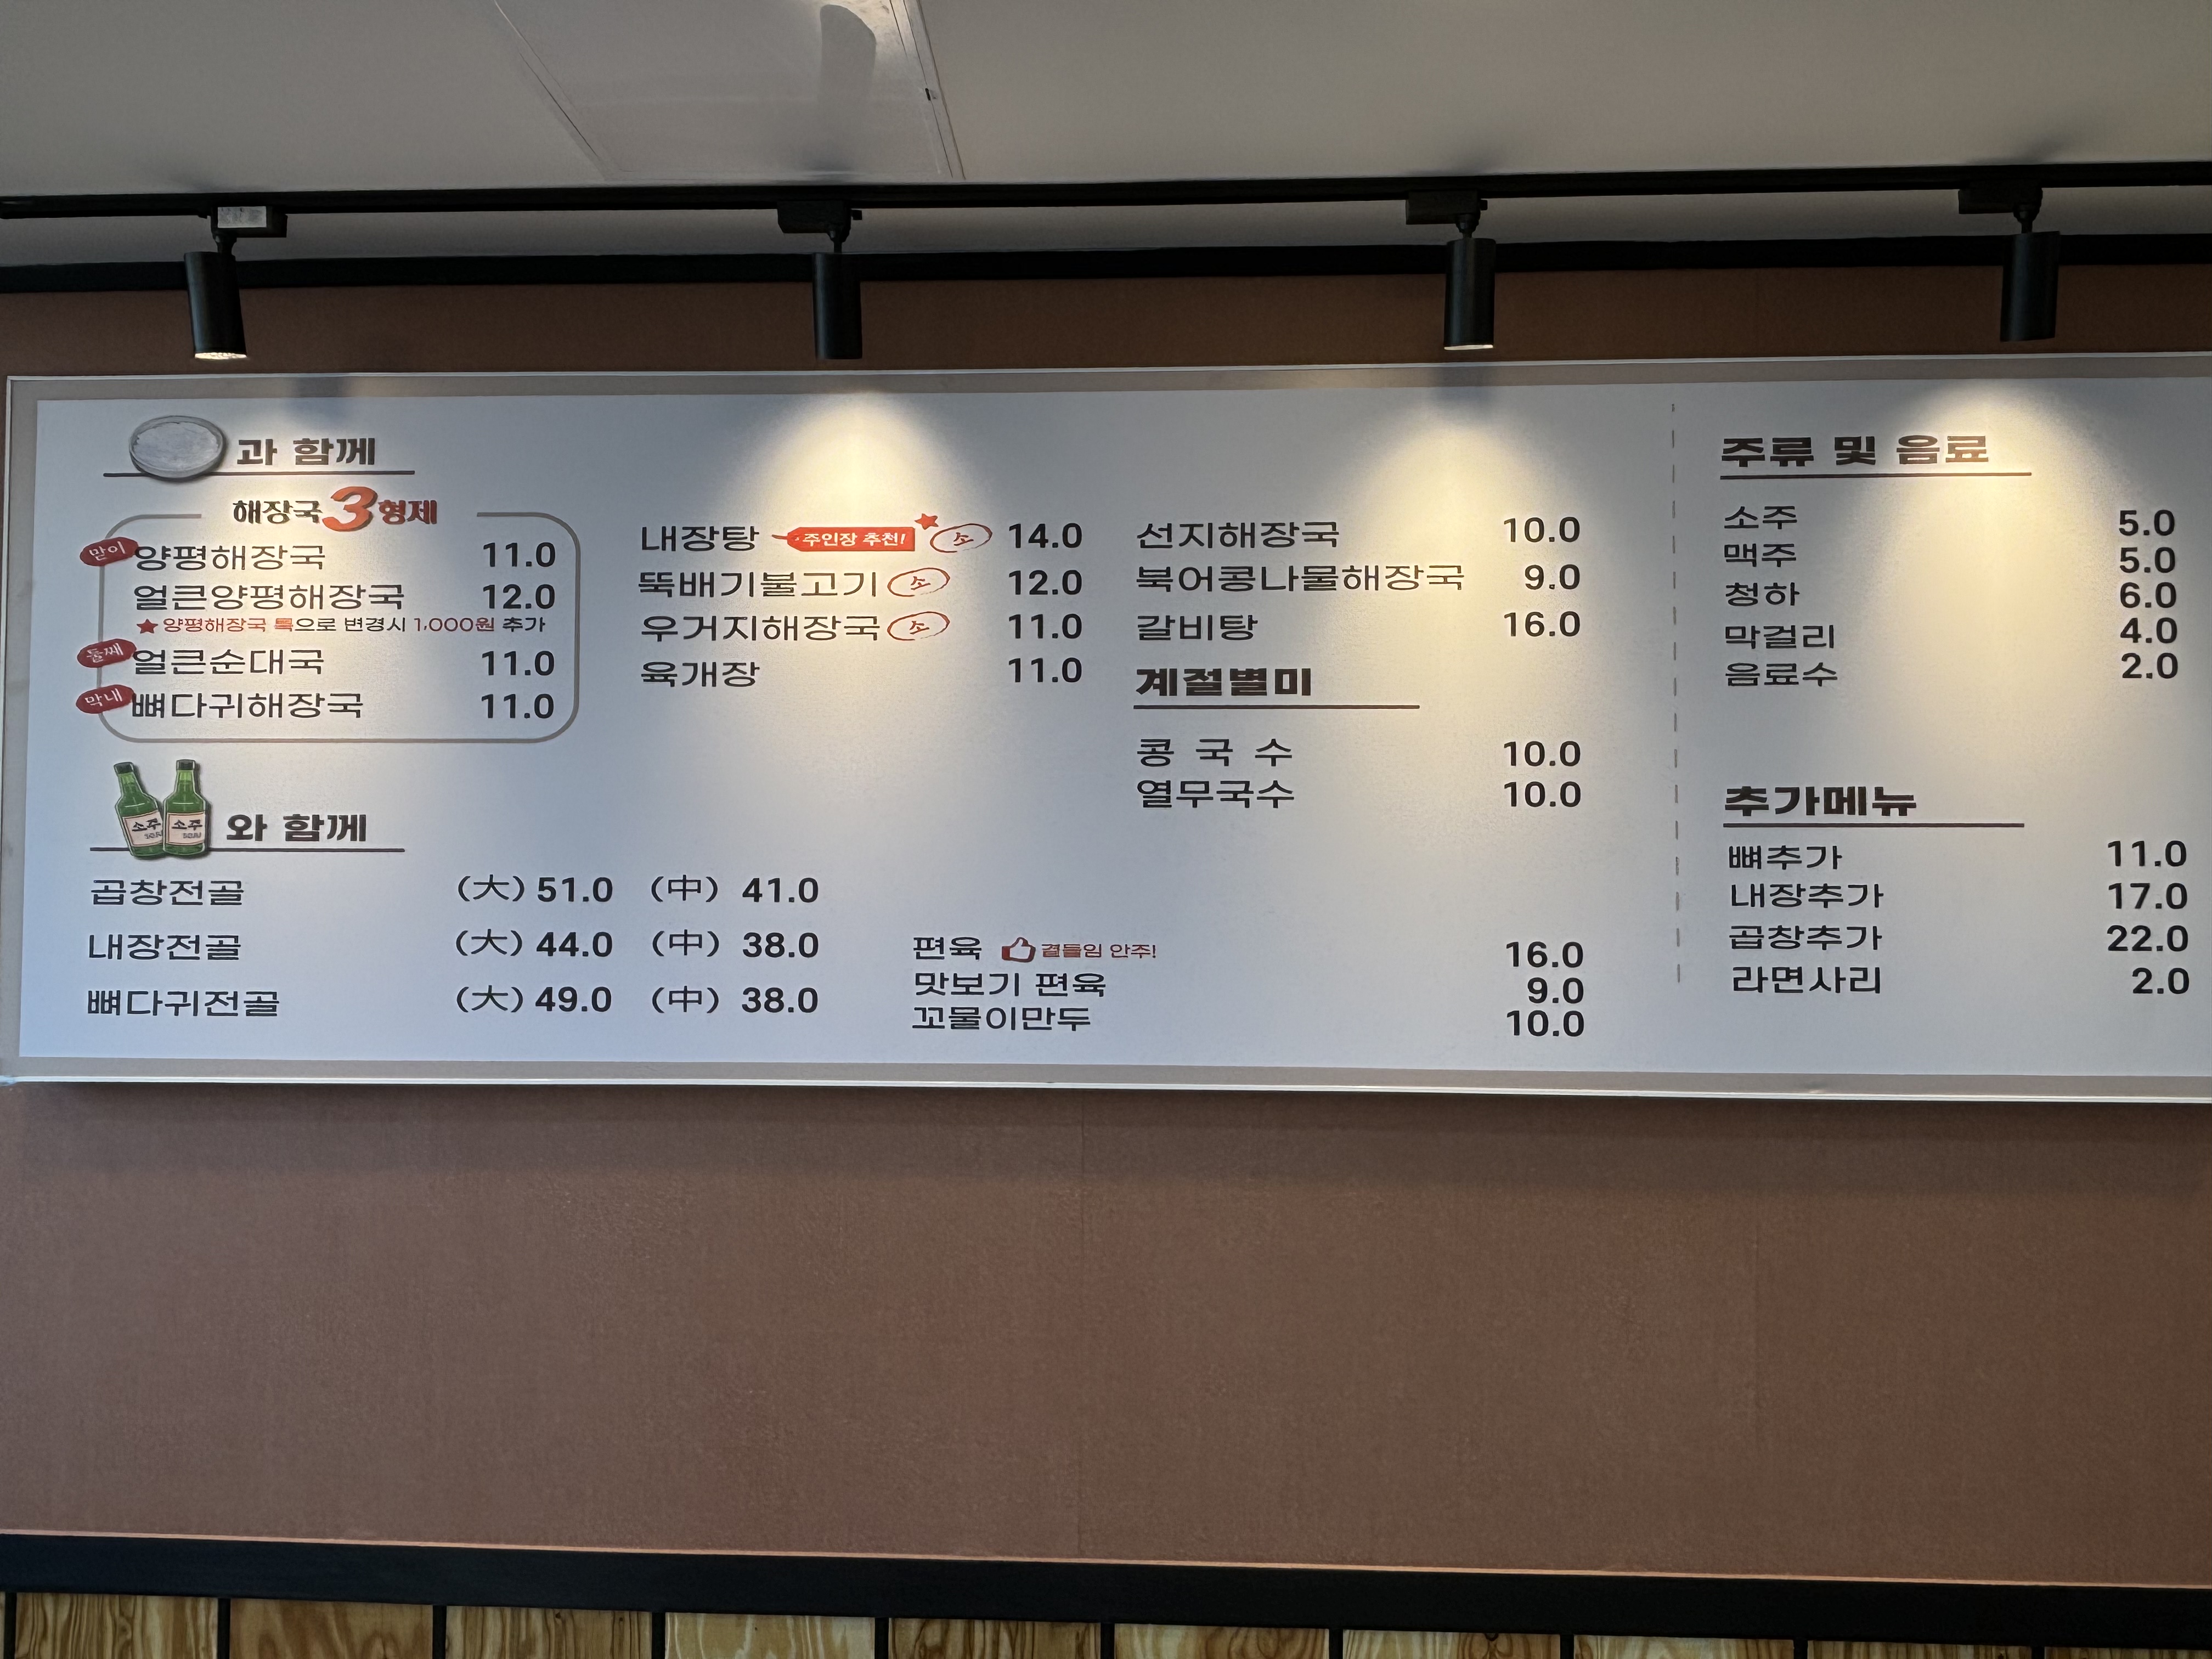 과 함께
해장국 3형제
맏이 양평해장국 11.0
얼큰양평해장국 12.0
★ 양평해장국 특으로 변경시 1,000원 추가
둘째 얼큰순대국 11.0
막내 뼈다귀해장국 11.0
내장탕 주인장 추천! 소 14.0
뚝배기불고기 소 12.0
우거지해장국 소 11.0
육개장 11.0
선지해장국 10.0
북어콩나물해장국 9.0
갈비탕 16.0
계절별미
콩 국 수 10.0
열무국수 10.0
소주 소주
SOJU SOJU
와 함께
곱창전골 (大) 51.0 (中) 41.0
내장전골 (大) 44.0 (中) 38.0
뼈다귀전골 (大) 49.0 (中) 38.0
편육 곁들임 안주! 16.0
맛보기 편육 9.0
꼬물이만두 10.0
주류 및 음료
소주 5.0
맥주 5.0
청하 6.0
막걸리 4.0
음료수 2.0
추가메뉴
뼈추가 11.0
내장추가 17.0
곱창추가 22.0
라면사리 2.0